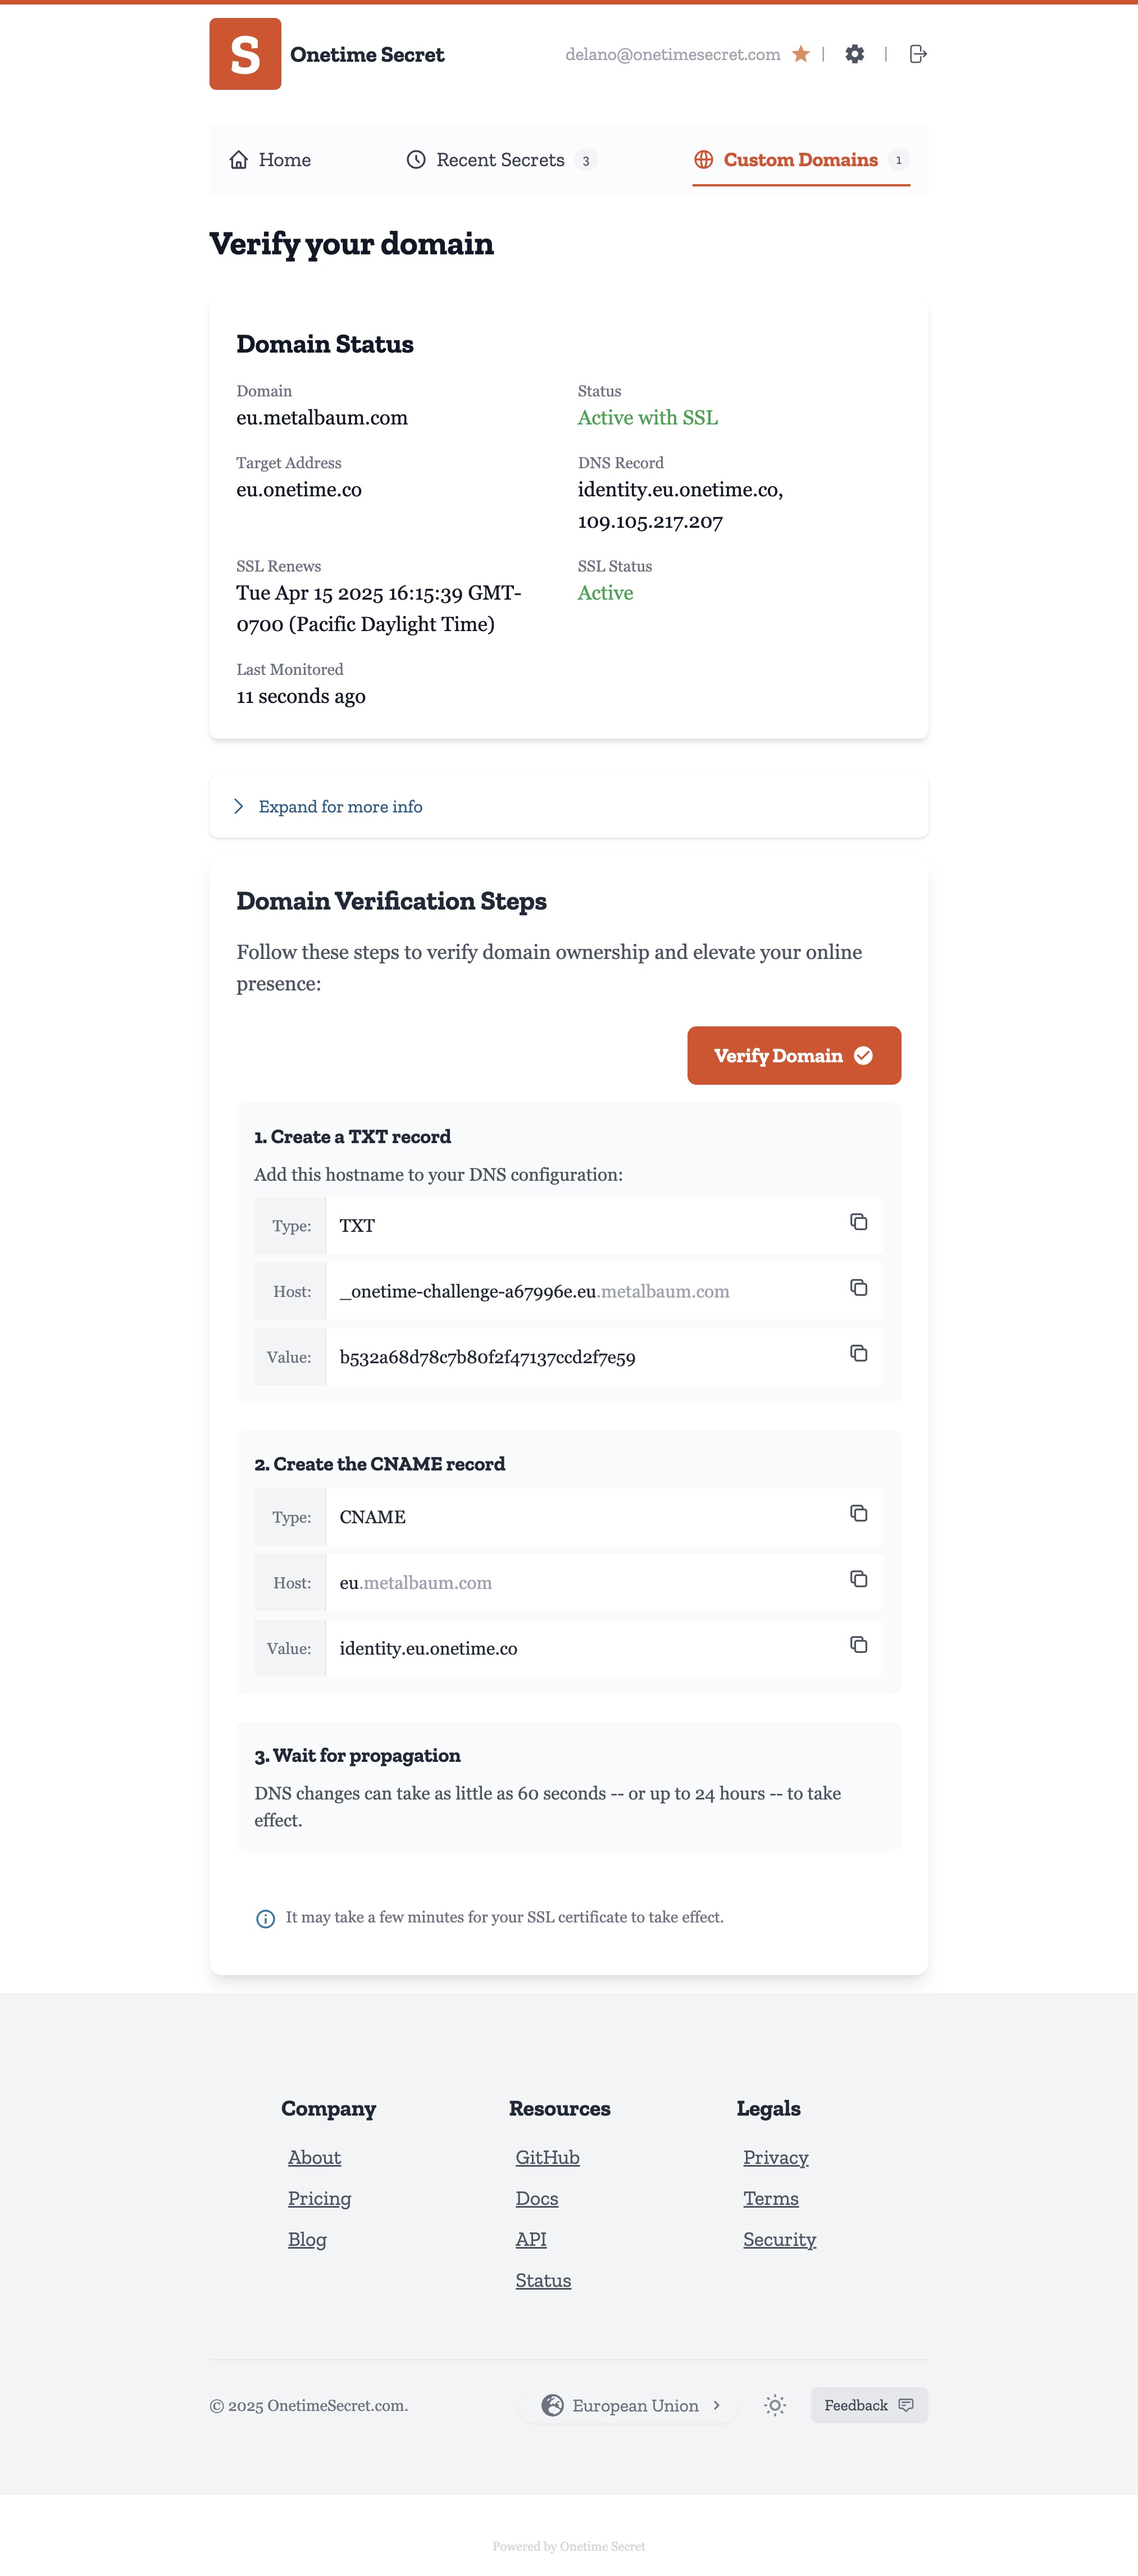 S Onetime Secret
delano@onetimesecret.com | |
Home
Recent Secrets 3
Custom Domains 1
Verify your domain
Domain Status
Domain
eu.metalbaum.com
Status
Active with SSL
Target Address
eu.onetime.co
DNS Record
identity.eu.onetime.co,
109.105.217.207
SSL Renews
Tue Apr 15 2025 16:15:39 GMT-
0700 (Pacific Daylight Time)
SSL Status
Active
Last Monitored
11 seconds ago
Expand for more info
Domain Verification Steps
Follow these steps to verify domain ownership and elevate your online
presence:
Verify Domain
1. Create a TXT record
Add this hostname to your DNS configuration:
Type: TXT
Host: _onetime-challenge-a67996e.eu.metalbaum.com
Value: b532a68d78c7b80f2f47137ccd2f7e59
2. Create the CNAME record
Type: CNAME
Host: eu.metalbaum.com
Value: identity.eu.onetime.co
3. Wait for propagation
DNS changes can take as little as 60 seconds -- or up to 24 hours -- to take
effect.
It may take a few minutes for your SSL certificate to take effect.
Company
About
Pricing
Blog
Resources
GitHub
Docs
API
Status
Legals
Privacy
Terms
Security
© 2025 OnetimeSecret.com.
European Union
Feedback
Powered by Onetime Secret